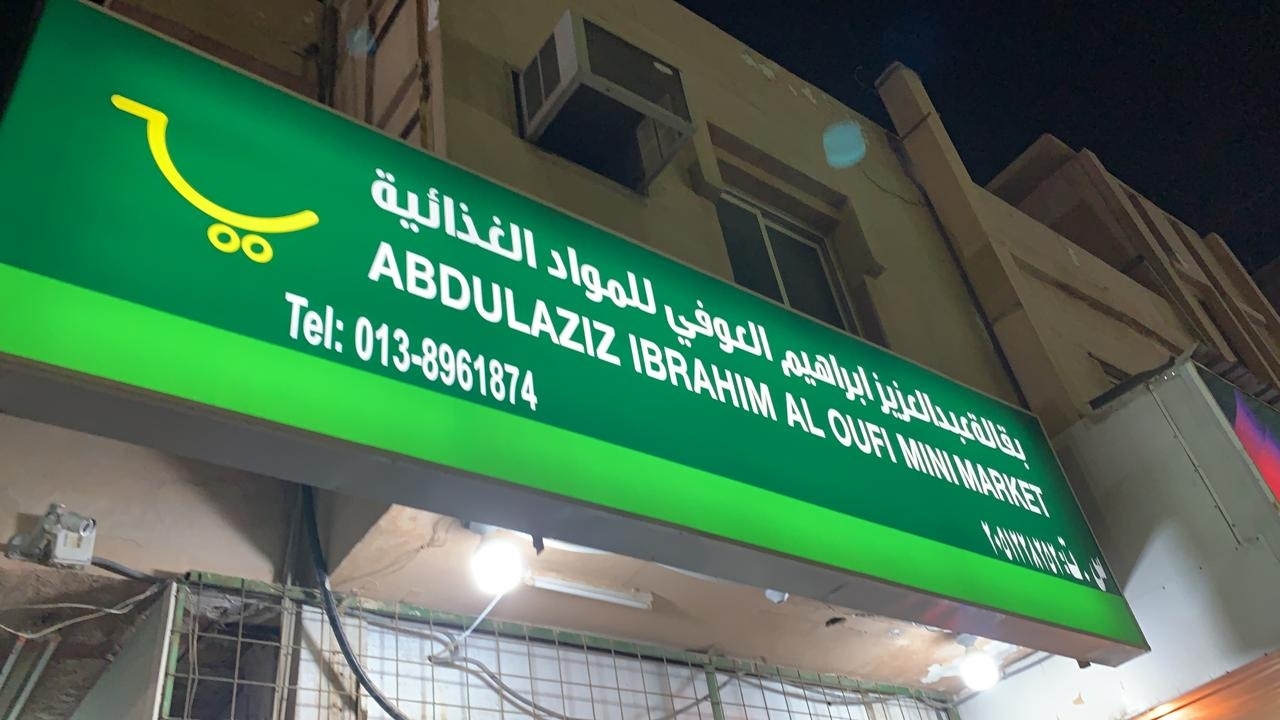 بقالة عبدالعزيز ابراهيم العوفي للمواد الغذائية
ABDULAZIZ IBRAHIM AL OUFI MINI MARKET
Tel: 013-8961874
س . ت: